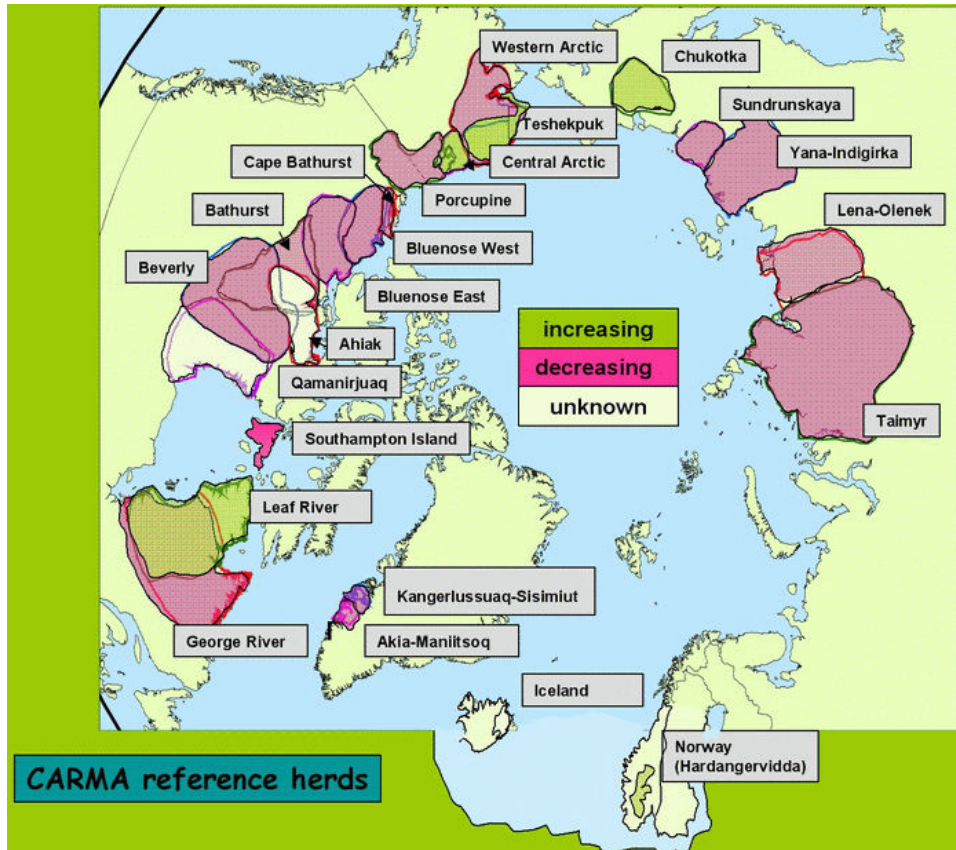 Western Arctic
Chukotka
Sundrunskaya
Teshekpuk
Yana-Indigirka
Cape Bathurst
Central Arctic
Bathurst
Porcupine
Lena-Olenek
Beverly
Bluenose West
Bluenose East
increasing
Ahiak
decreasing
Qamanirjuaq
unknown
Taimyr
Southampton Island
Leaf River
Kangerlussuaq-Sisimiut
George River
Akia-Maniitsoq
Iceland
Norway
(Hardangervidda)
CARMA reference herds